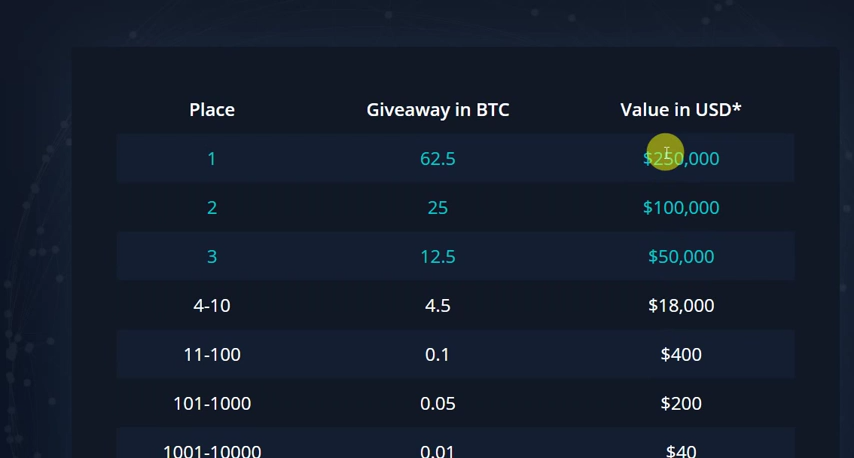 Place Giveaway in BTC Value in USD*
1 62.5 $250,000
2 25 $100,000
3 12.5 $50,000
4-10 4.5 $18,000
11-100 0.1 $400
101-1000 0.05 $200
1001-10000 0.01 $40